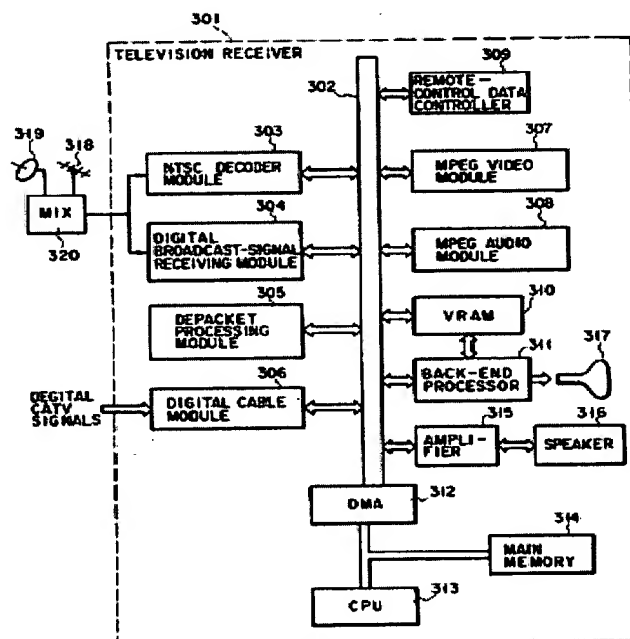 301
TELEVISION RECEIVER
302
309
REMOTE-
CONTROL DATA
CONTROLLER
319
318
303
NTSC DECODER
MODULE
307
MPEG VIDEO
MODULE
MIX
320
304
DIGITAL
BROADCAST-SIGNAL
RECEIVING MODULE
308
MPEG AUDIO
MODULE
305
DEPACKET
PROCESSING
MODULE
310
VRAM
311
BACK-END
PROCESSOR
317
DEGITAL
CATV
SIGNALS
306
DIGITAL CABLE
MODULE
315
AMPLI-
FIER
316
SPEAKER
DMA
312
314
MAIN
MEMORY
CPU
313